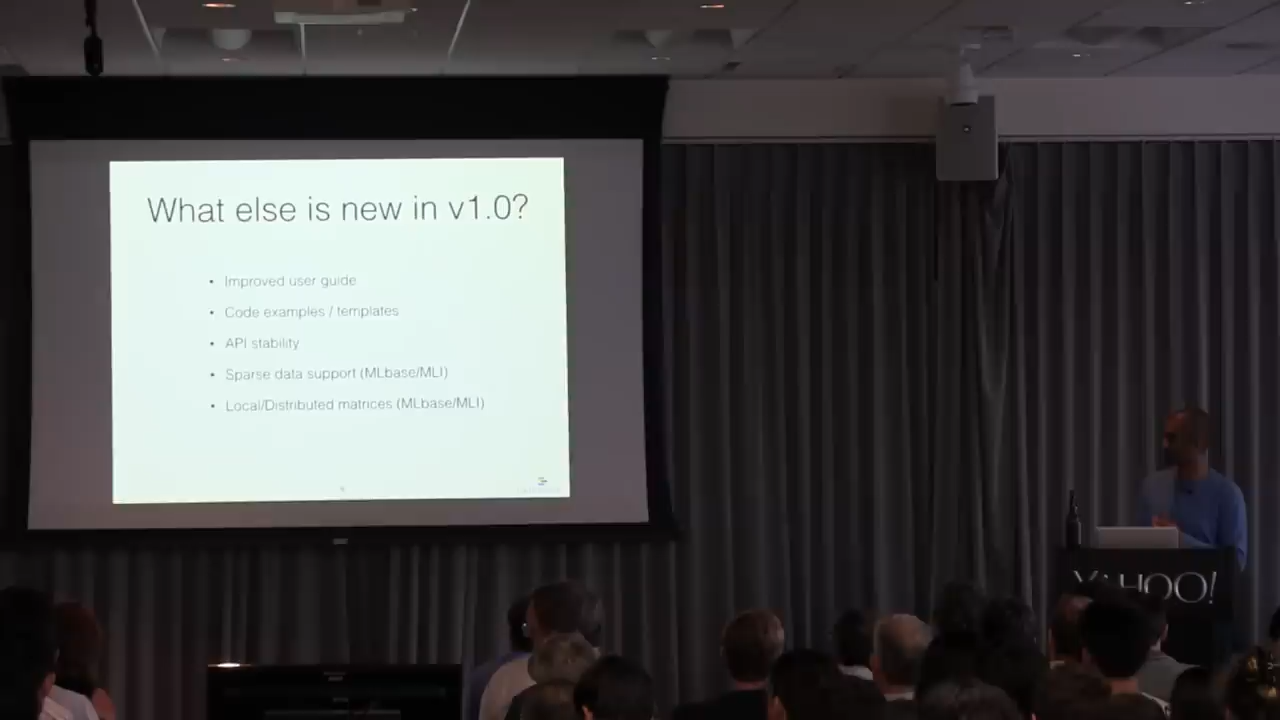 What else is new in v1.0?
• Improved user guide
• Code examples / templates
• API stability
• Sparse data support (MLbase/MLI)
• Local/Distributed matrices (MLbase/MLI)
YAHOO!